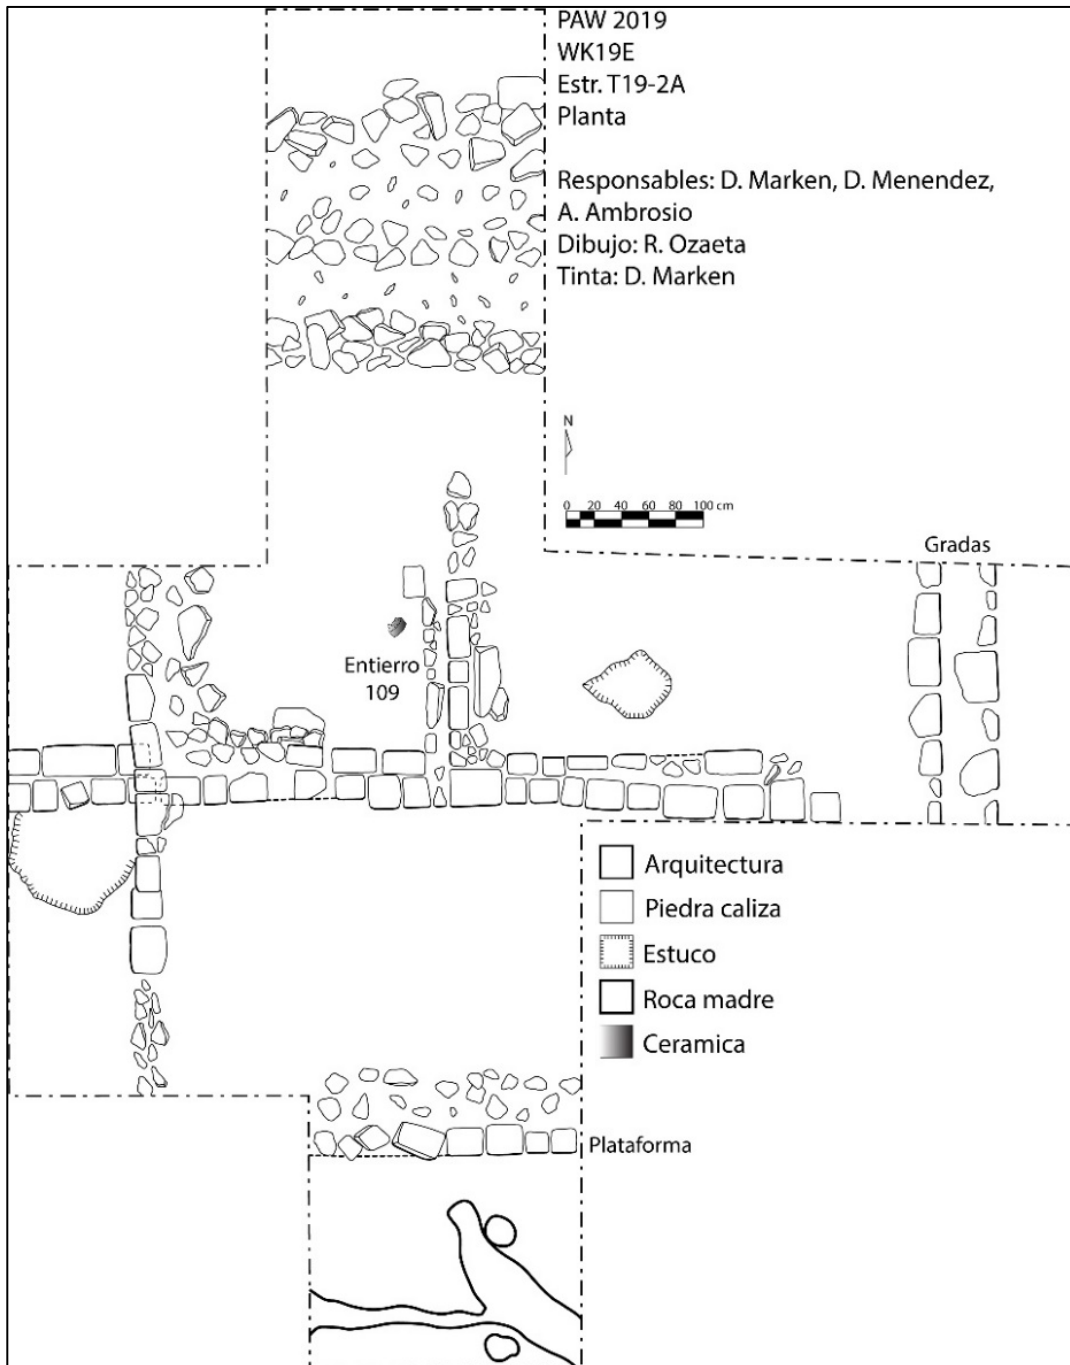 PAW 2019
WK19E
Estr. T19-2A
Planta
Responsables: D. Marken, D. Menendez,
A. Ambrosio
Dibujo: R. Ozaeta
Tinta: D. Marken
N
0 20 40 60 80 100 cm
Gradas
Entierro
109
Arquitectura
Piedra caliza
Estuco
Roca madre
Ceramica
Plataforma